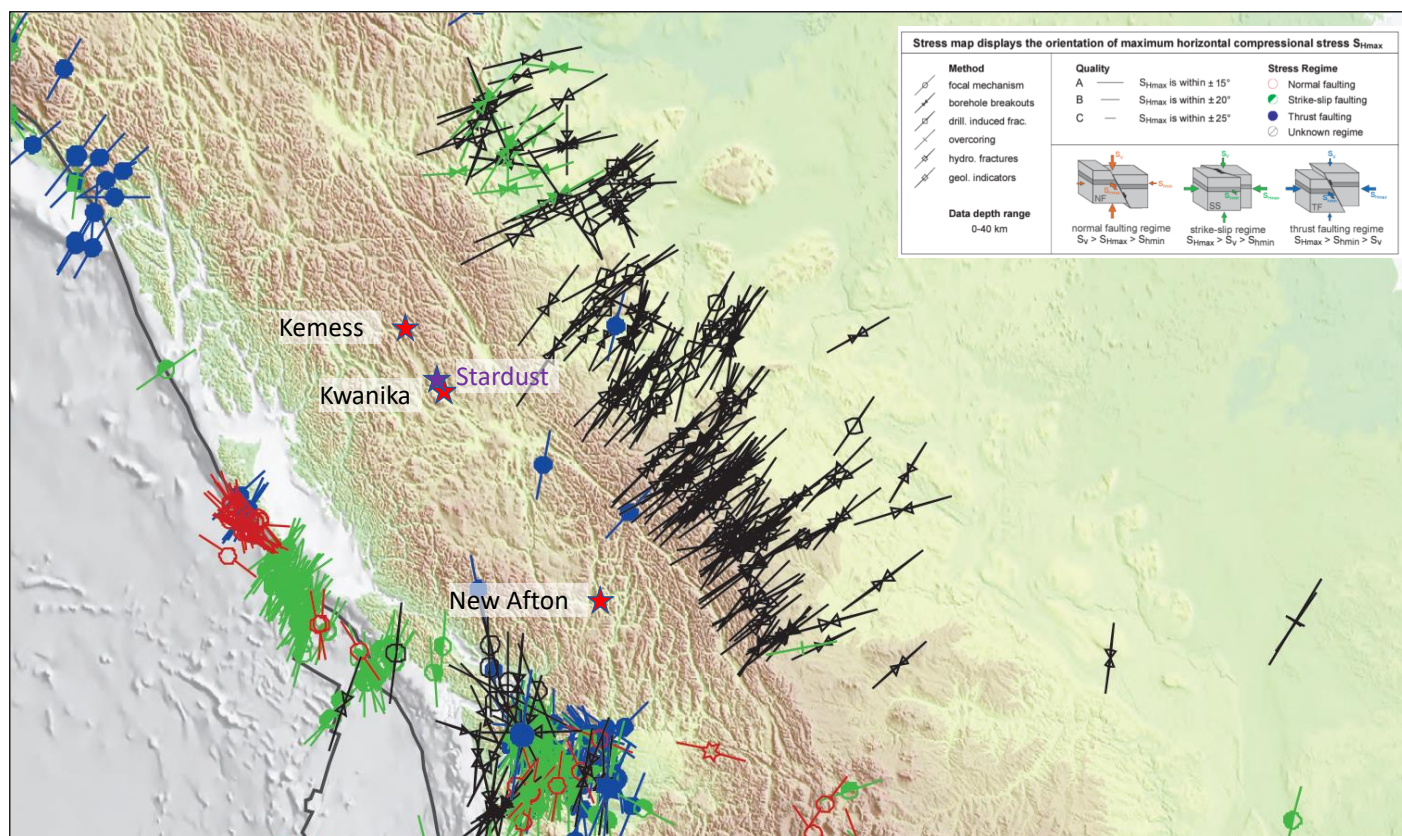 Stress map displays the orientation of maximum horizontal compressional stress SHmax
Method
focal mechanism
borehole breakouts
drill. induced frac.
overcoring
hydro. fractures
geol. indicators
Data depth range
0-40 km
Quality
A SHmax is within ± 15°
B SHmax is within ± 20°
C SHmax is within ± 25°
Stress Regime
Normal faulting
Strike-slip faulting
Thrust faulting
Unknown regime
NF
SS
TF
normal faulting regime
SV > SHmax > Shmin
strike-slip regime
SHmax > SV > Shmin
thrust faulting regime
SHmax > Shmin > SV
Kemess
Stardust
Kwanika
New Afton